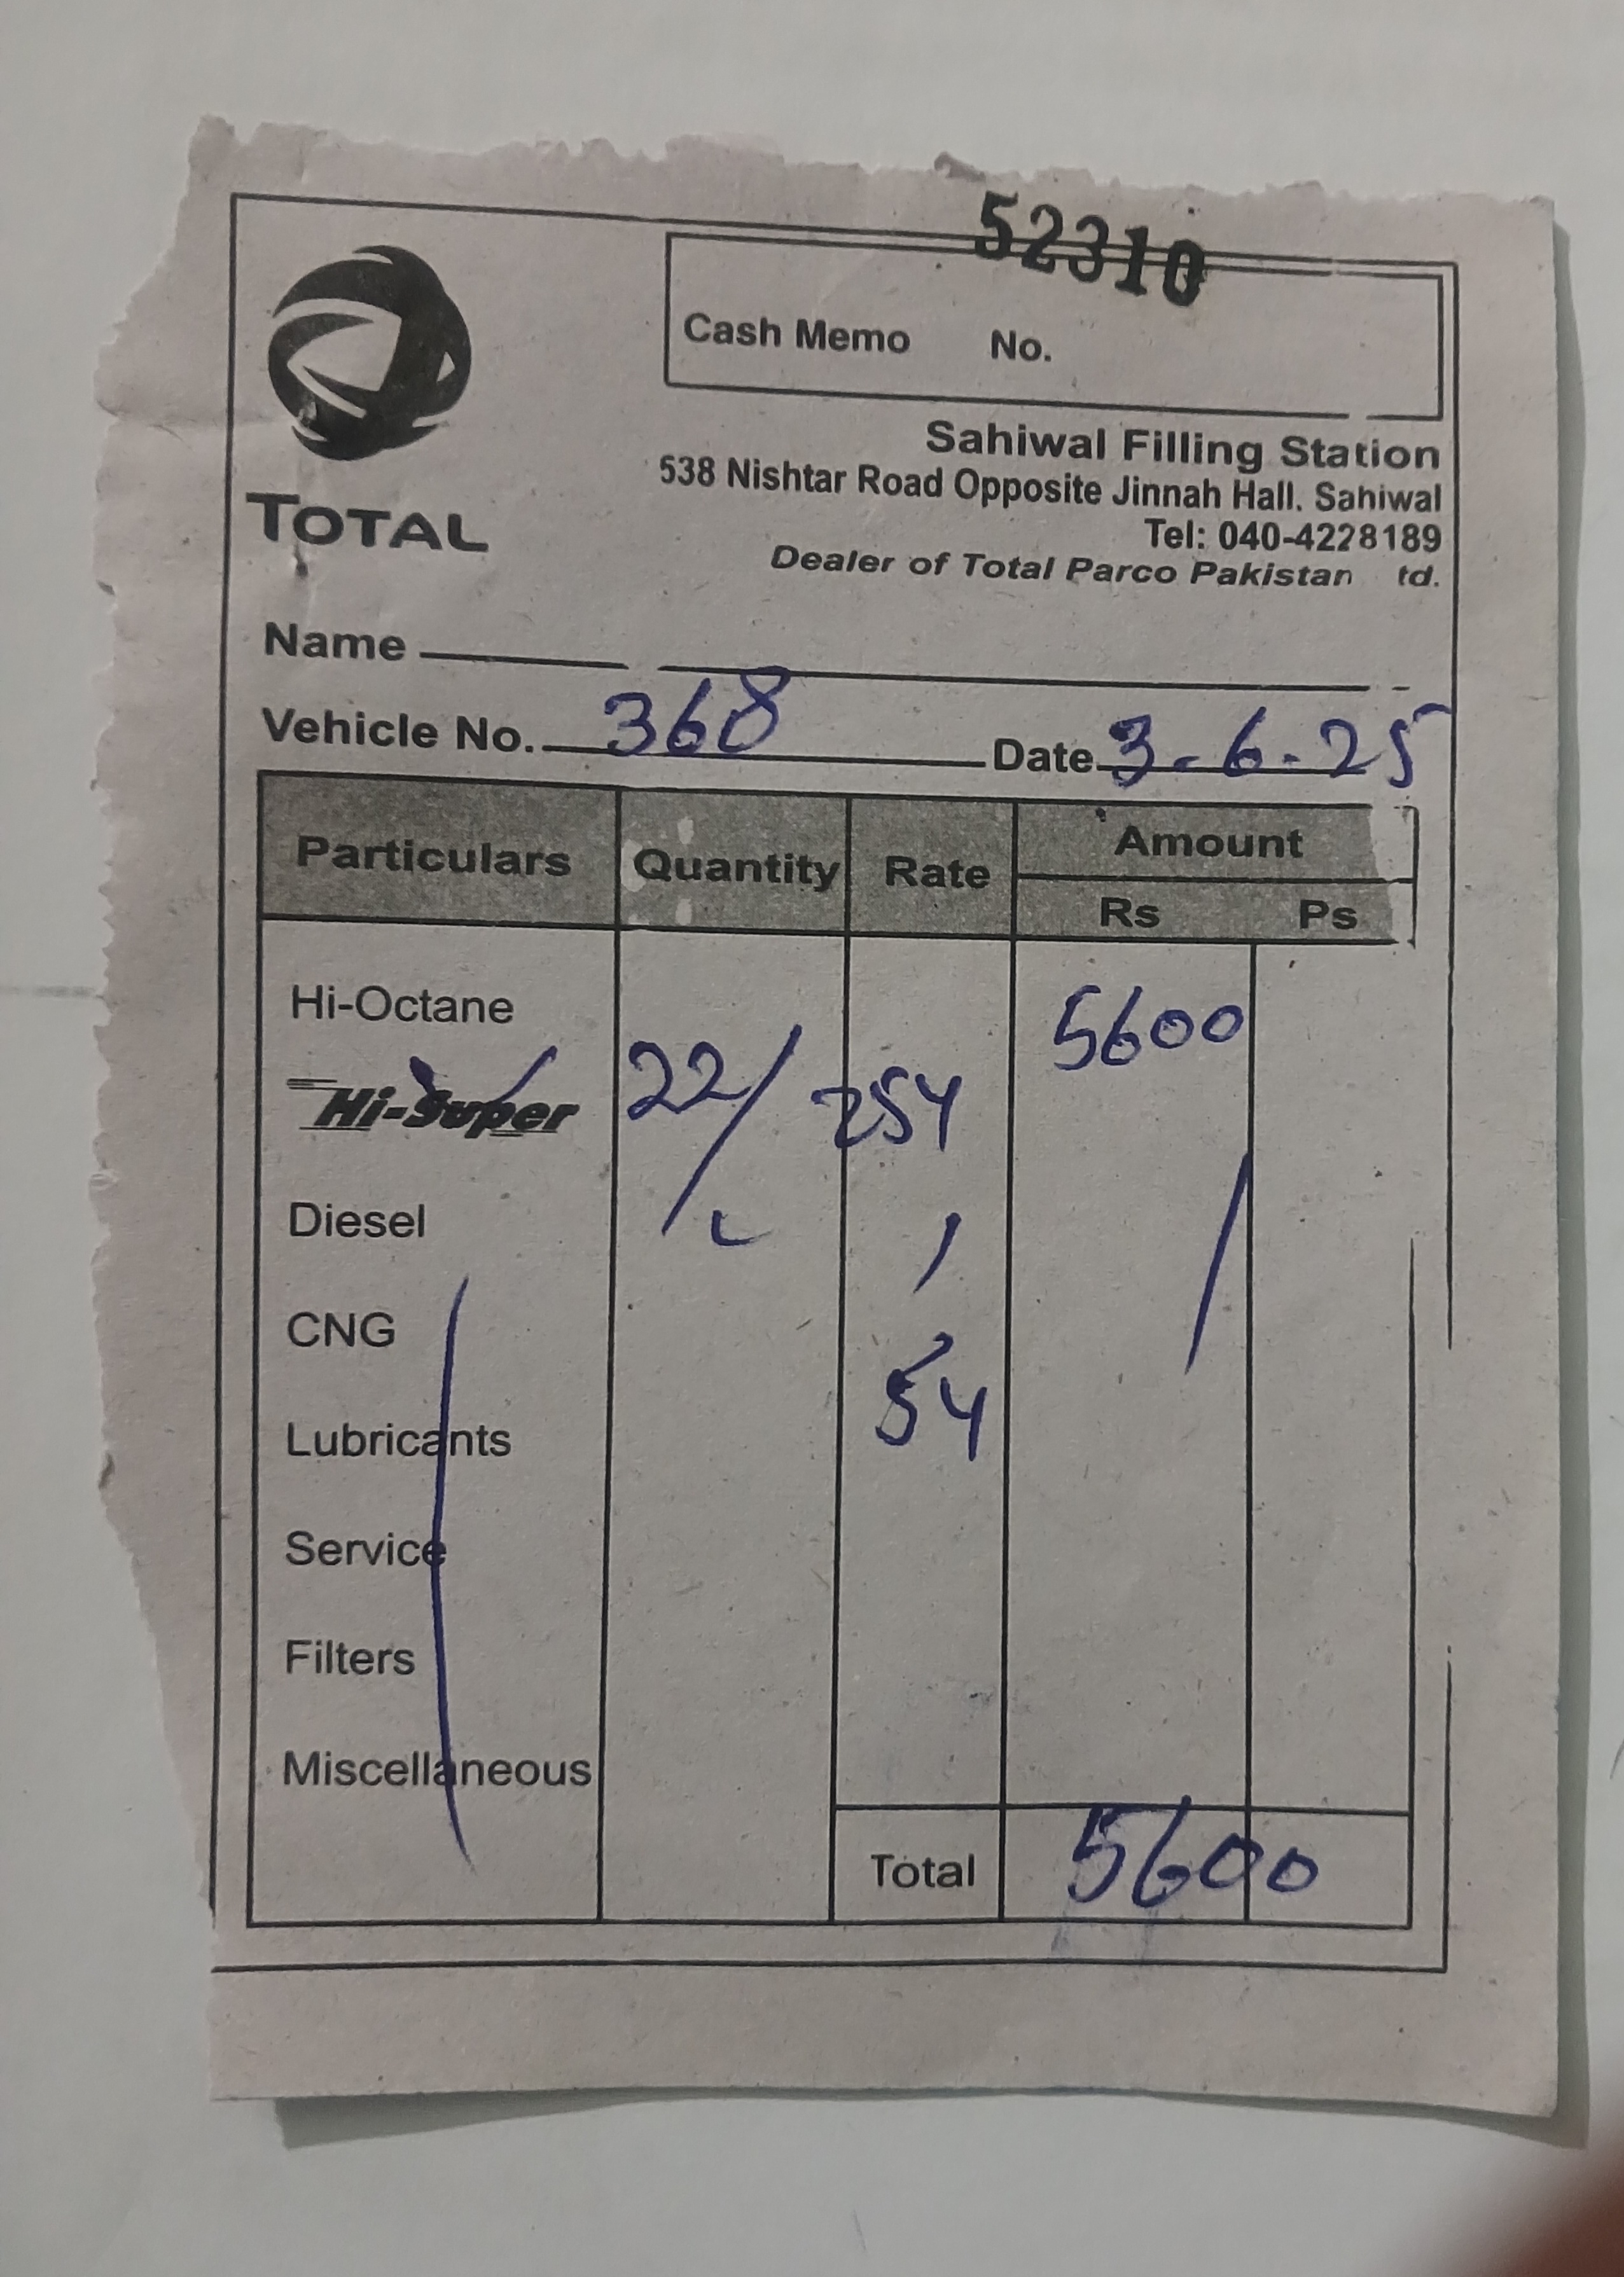 52310
Cash Memo No.
TOTAL
Sahiwal Filling Station
538 Nishtar Road Opposite Jinnah Hall. Sahiwal
Tel: 040-4228189
Dealer of Total Parco Pakistan td.
Name
Vehicle No. 368 Date 3-6-25
Particulars Quantity Rate Amount
Rs Ps
Hi-Octane 5600
Hi-Super 22/ 254
Diesel
CNG
Lubricants 54
Service
Filters
Miscellaneous
Total 5600